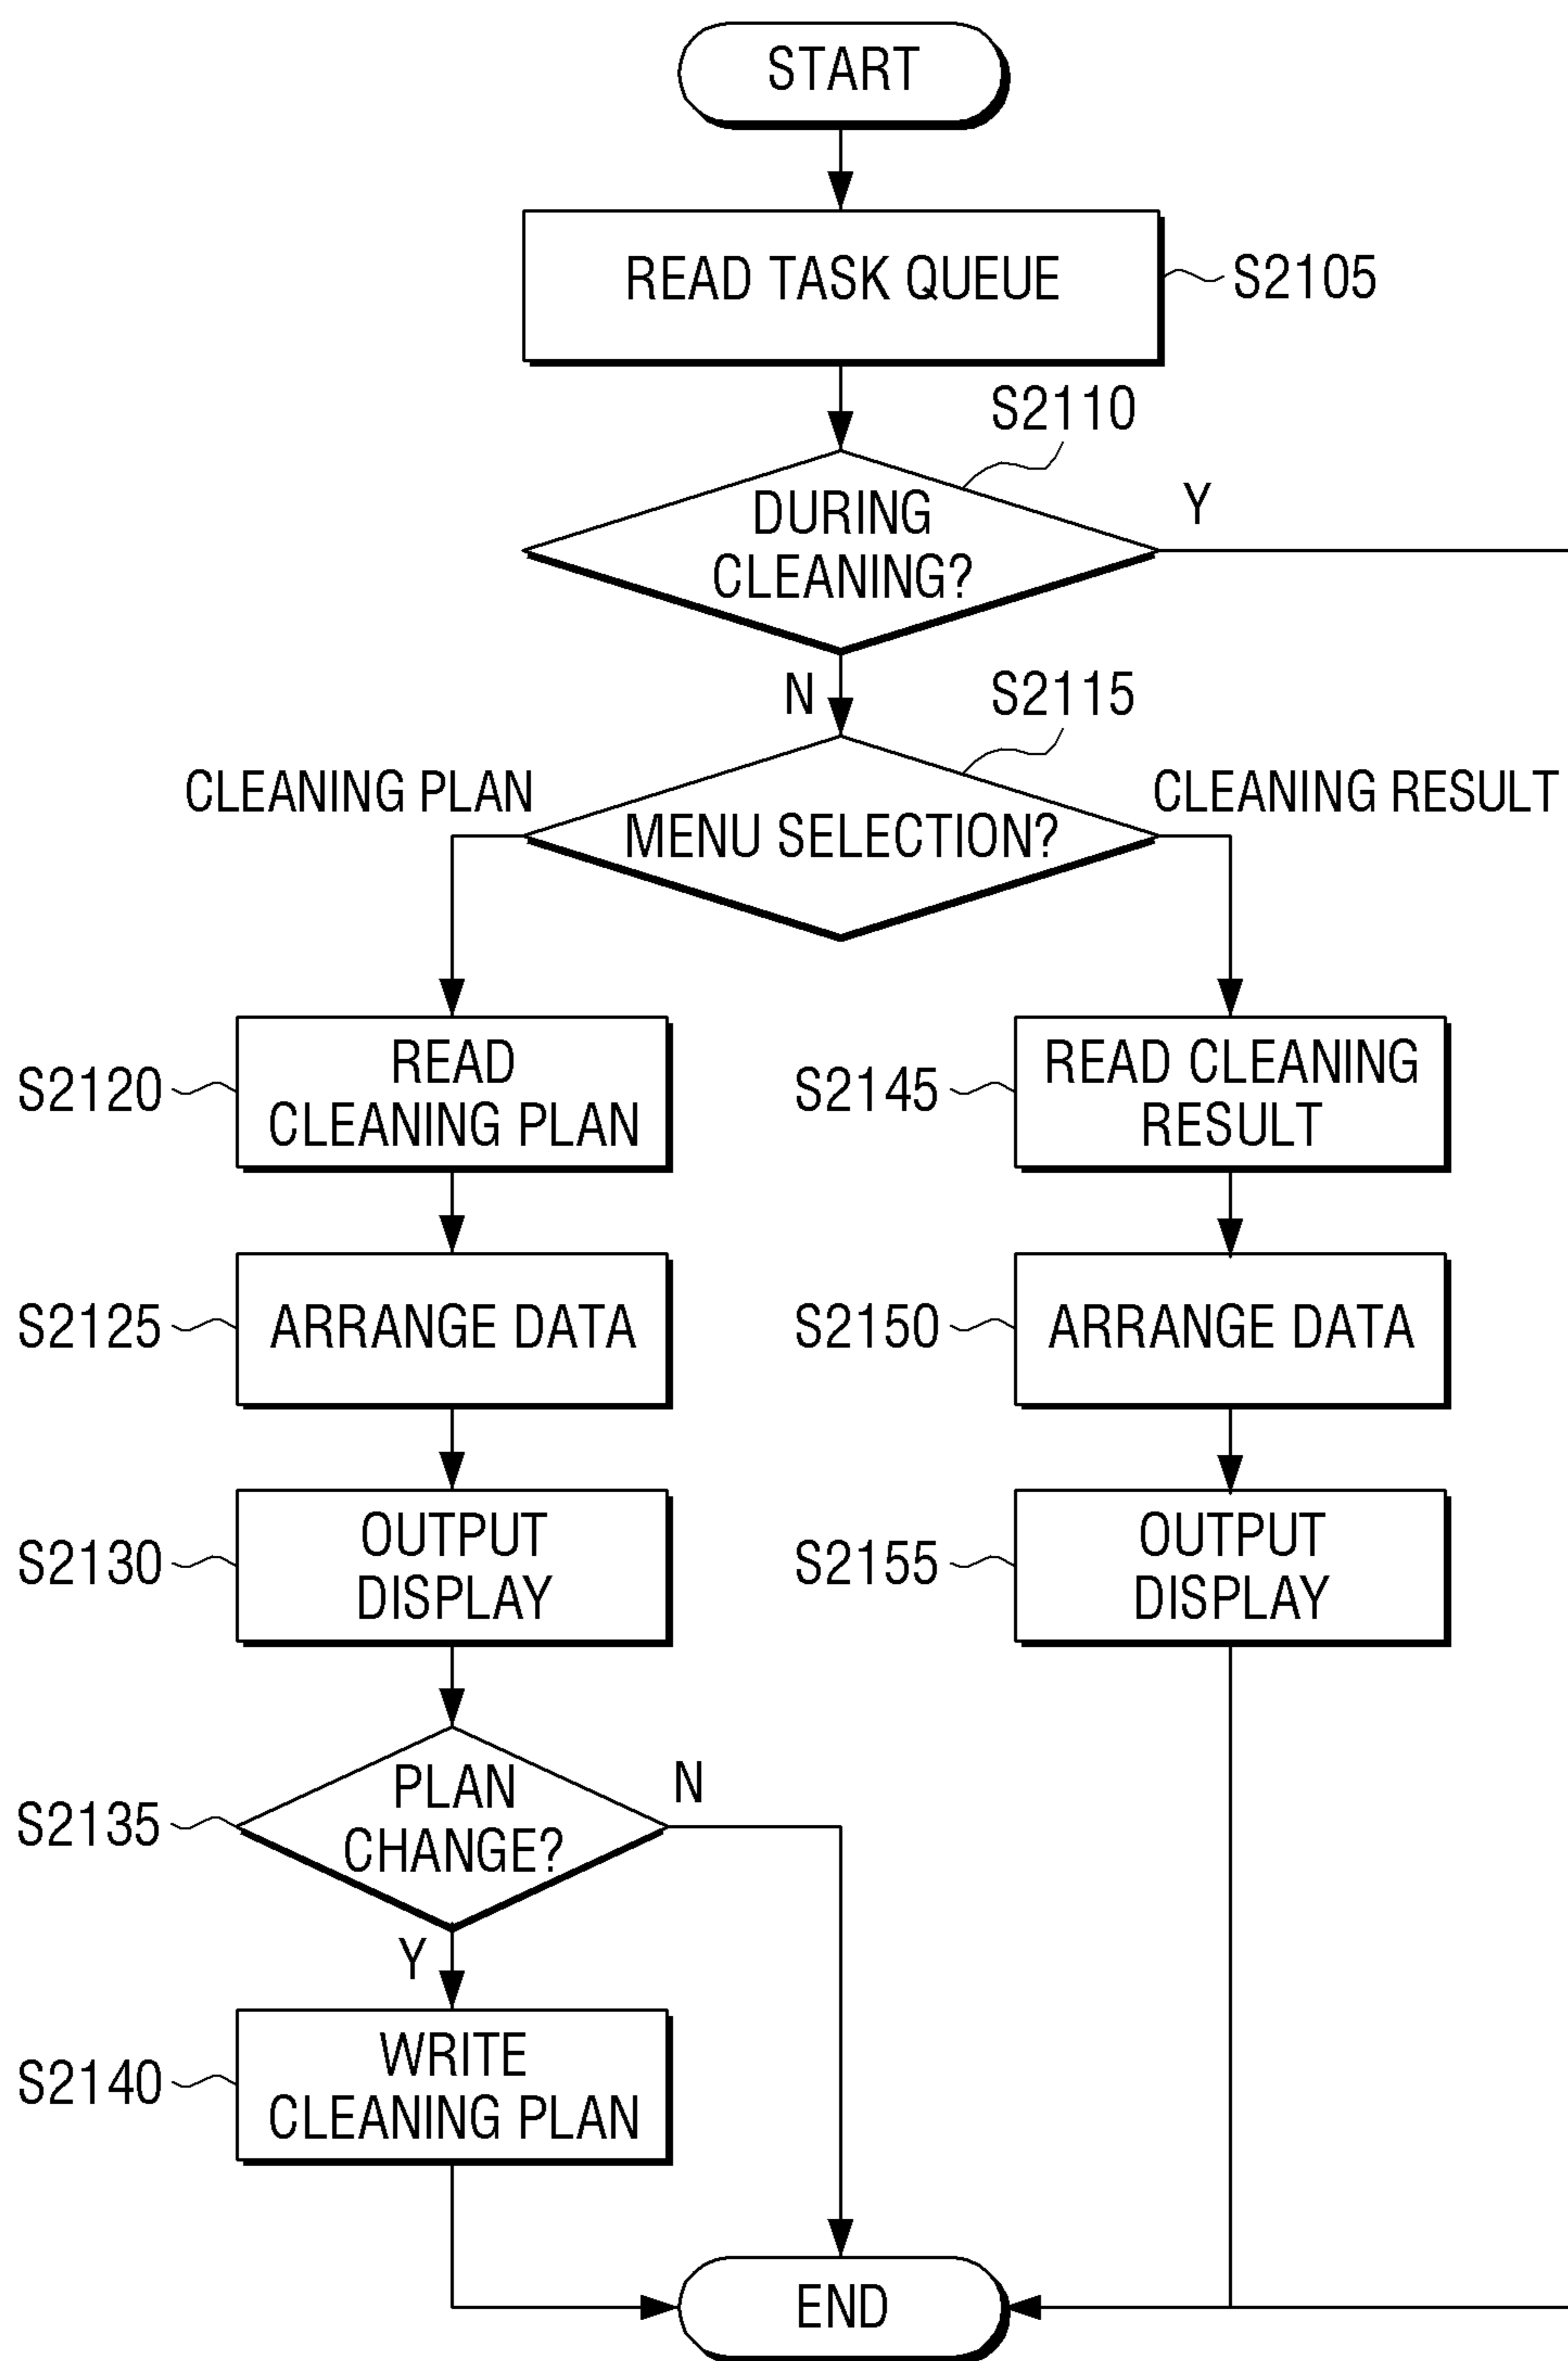 START
READ TASK QUEUE
S2105
S2110
DURING
CLEANING?
Y
N
S2115
CLEANING PLAN
MENU SELECTION?
CLEANING RESULT
S2120
READ
CLEANING PLAN
S2145
READ CLEANING
RESULT
S2125
ARRANGE DATA
S2150
ARRANGE DATA
S2130
OUTPUT
DISPLAY
S2155
OUTPUT
DISPLAY
S2135
PLAN
CHANGE?
N
Y
S2140
WRITE
CLEANING PLAN
END